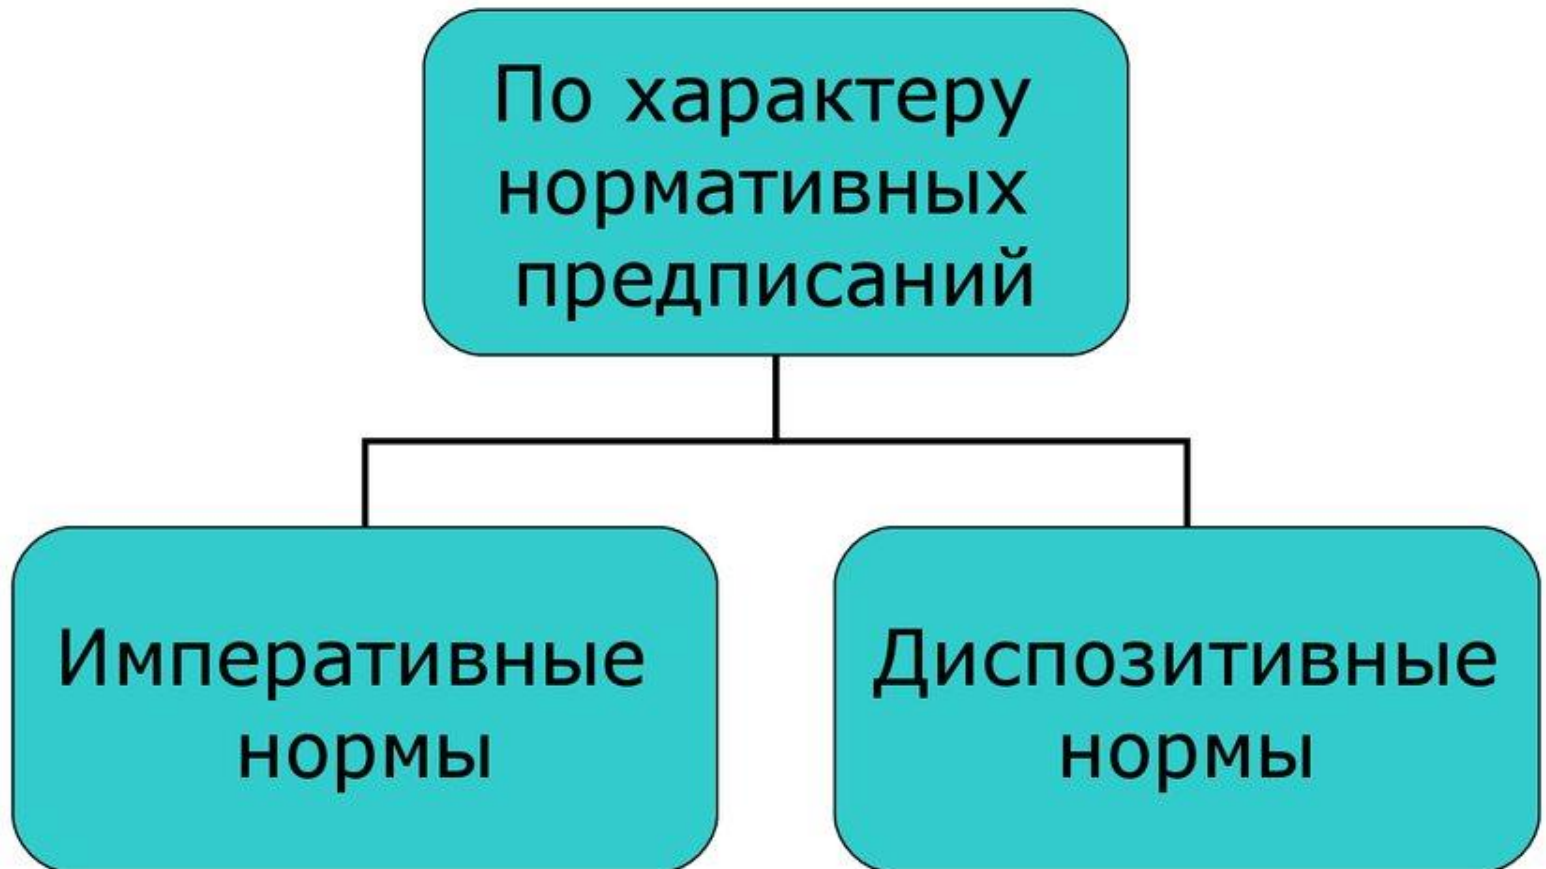 По характеру
нормативных
предписаний
Императивные
нормы
Диспозитивные
нормы